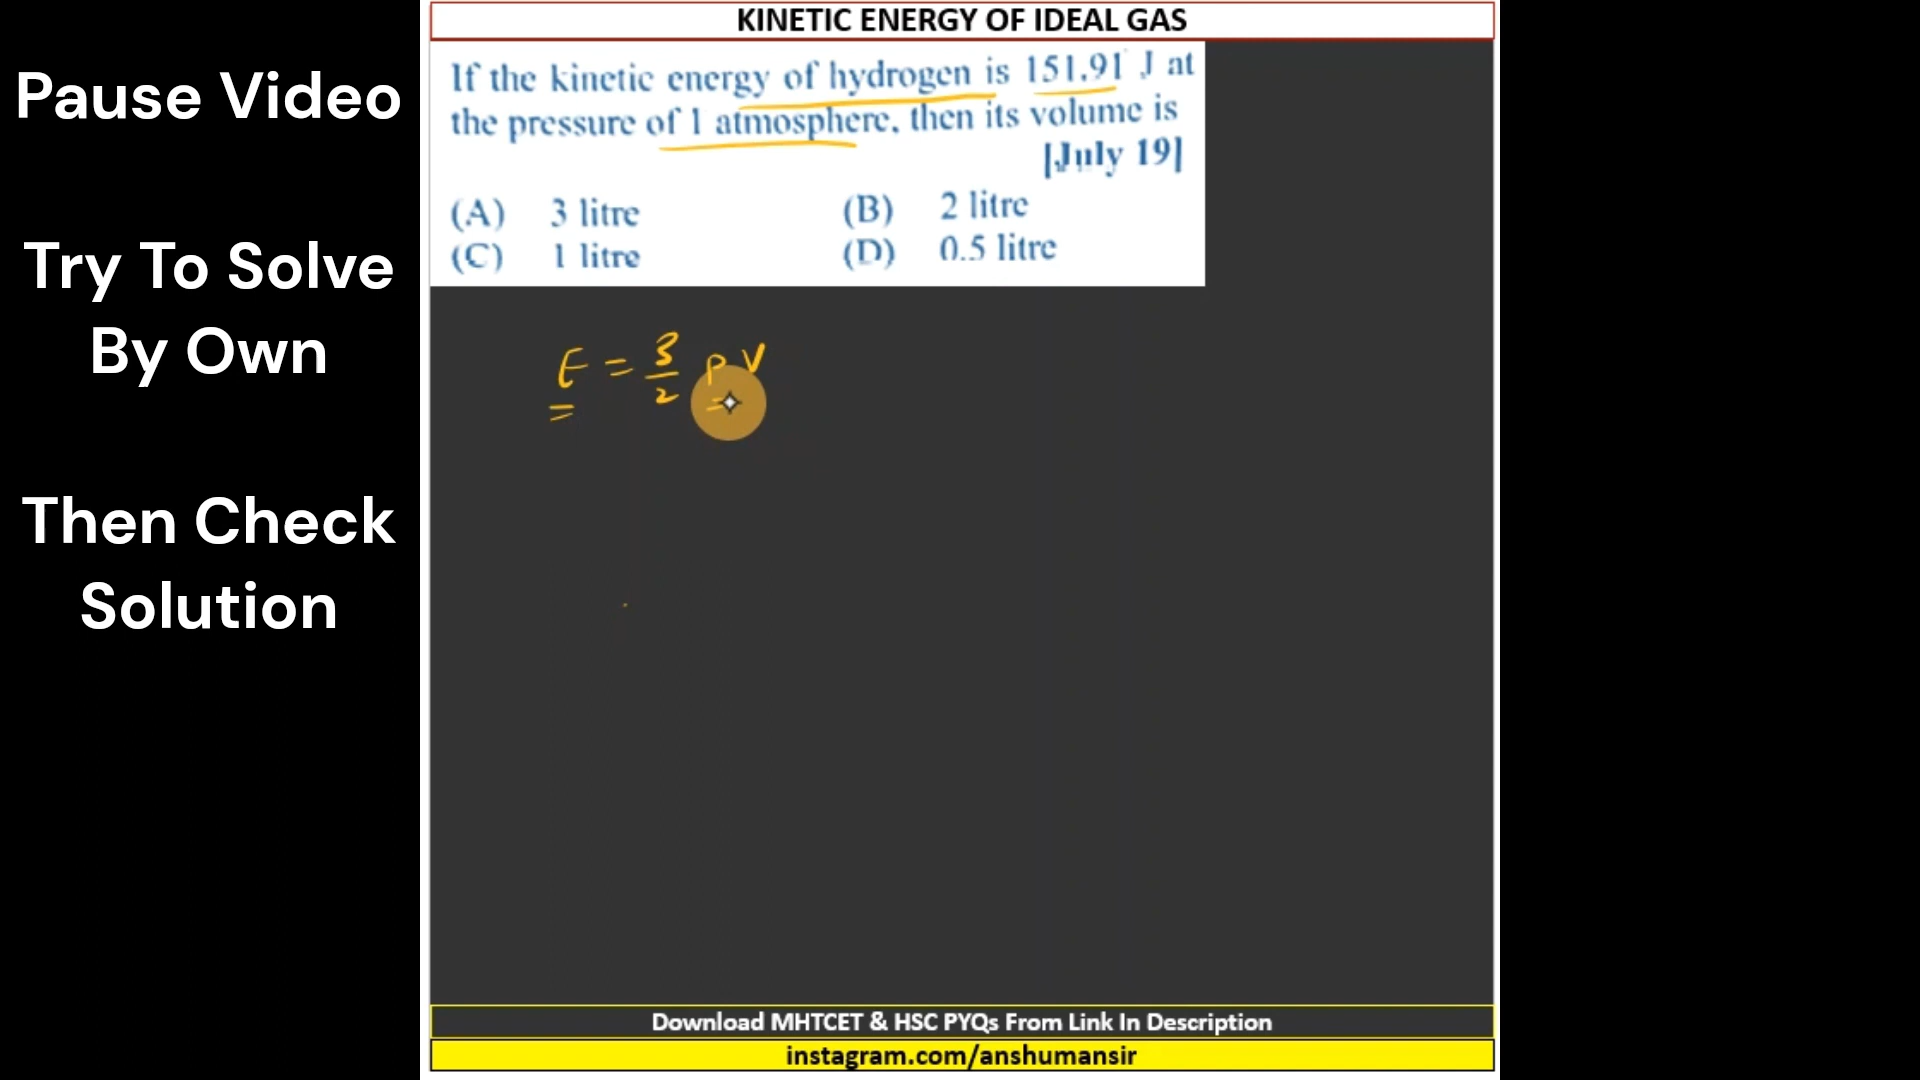 Pause Video
Try To Solve
By Own
Then Check
Solution
KINETIC ENERGY OF IDEAL GAS
If the kinetic energy of hydrogen is 151.91 J at
the pressure of 1 atmosphere, then its volume is
[July 19]
(A) 3 litre (B) 2 litre
(C) 1 litre (D) 0.5 litre
E = 3/2 P V
Download MHTCET & HSC PYQs From Link In Description
instagram.com/anshumansir